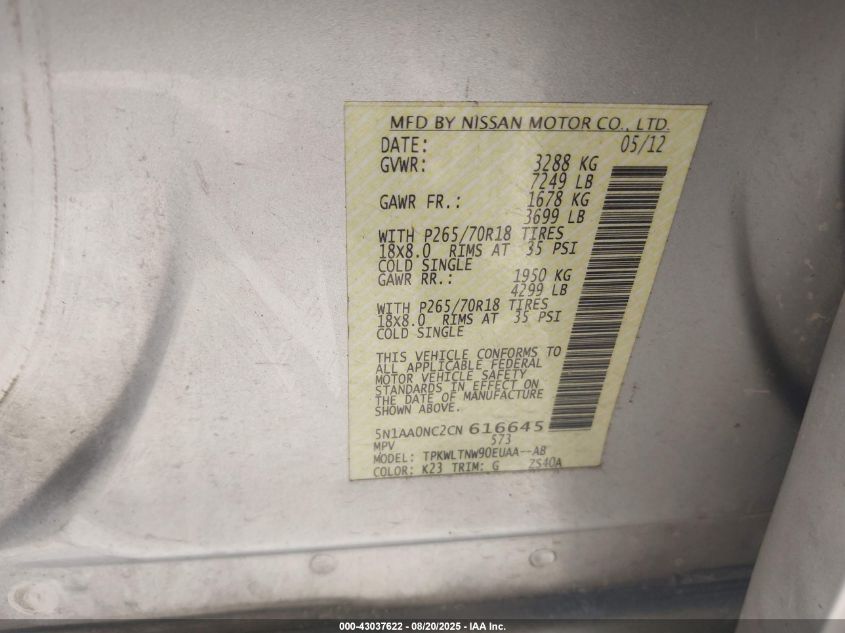 MFD BY NISSAN MOTOR CO., LTD.
DATE: 05/12
GVWR: 3288 KG
7249 LB
GAWR FR.: 1678 KG
3699 LB
WITH P265/70R18 TIRES
18X8.0 RIMS AT 35 PSI
COLD SINGLE
GAWR RR.: 1950 KG
4299 LB
WITH P265/70R18 TIRES
18X8.0 RIMS AT 35 PSI
COLD SINGLE
THIS VEHICLE CONFORMS TO
ALL APPLICABLE FEDERAL
MOTOR VEHICLE SAFETY
STANDARDS IN EFFECT ON
THE DATE OF MANUFACTURE
SHOWN ABOVE.
5N1AA0NC2CN 616645
MPV 573
MODEL: TPKWLTNW90EUAA--AB
COLOR: K23 TRIM: G ZS40A
000-43037622 - 08/20/2025 - IAA Inc.